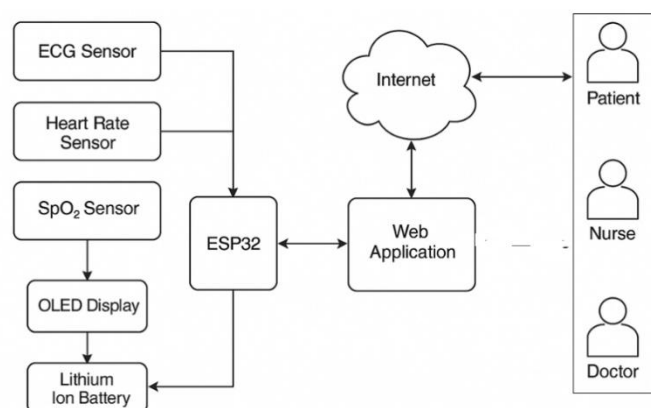 ECG Sensor
Heart Rate
Sensor
SpO₂ Sensor
OLED Display
Lithium
Ion Battery
ESP32
Internet
Web
Application
Patient
Nurse
Doctor